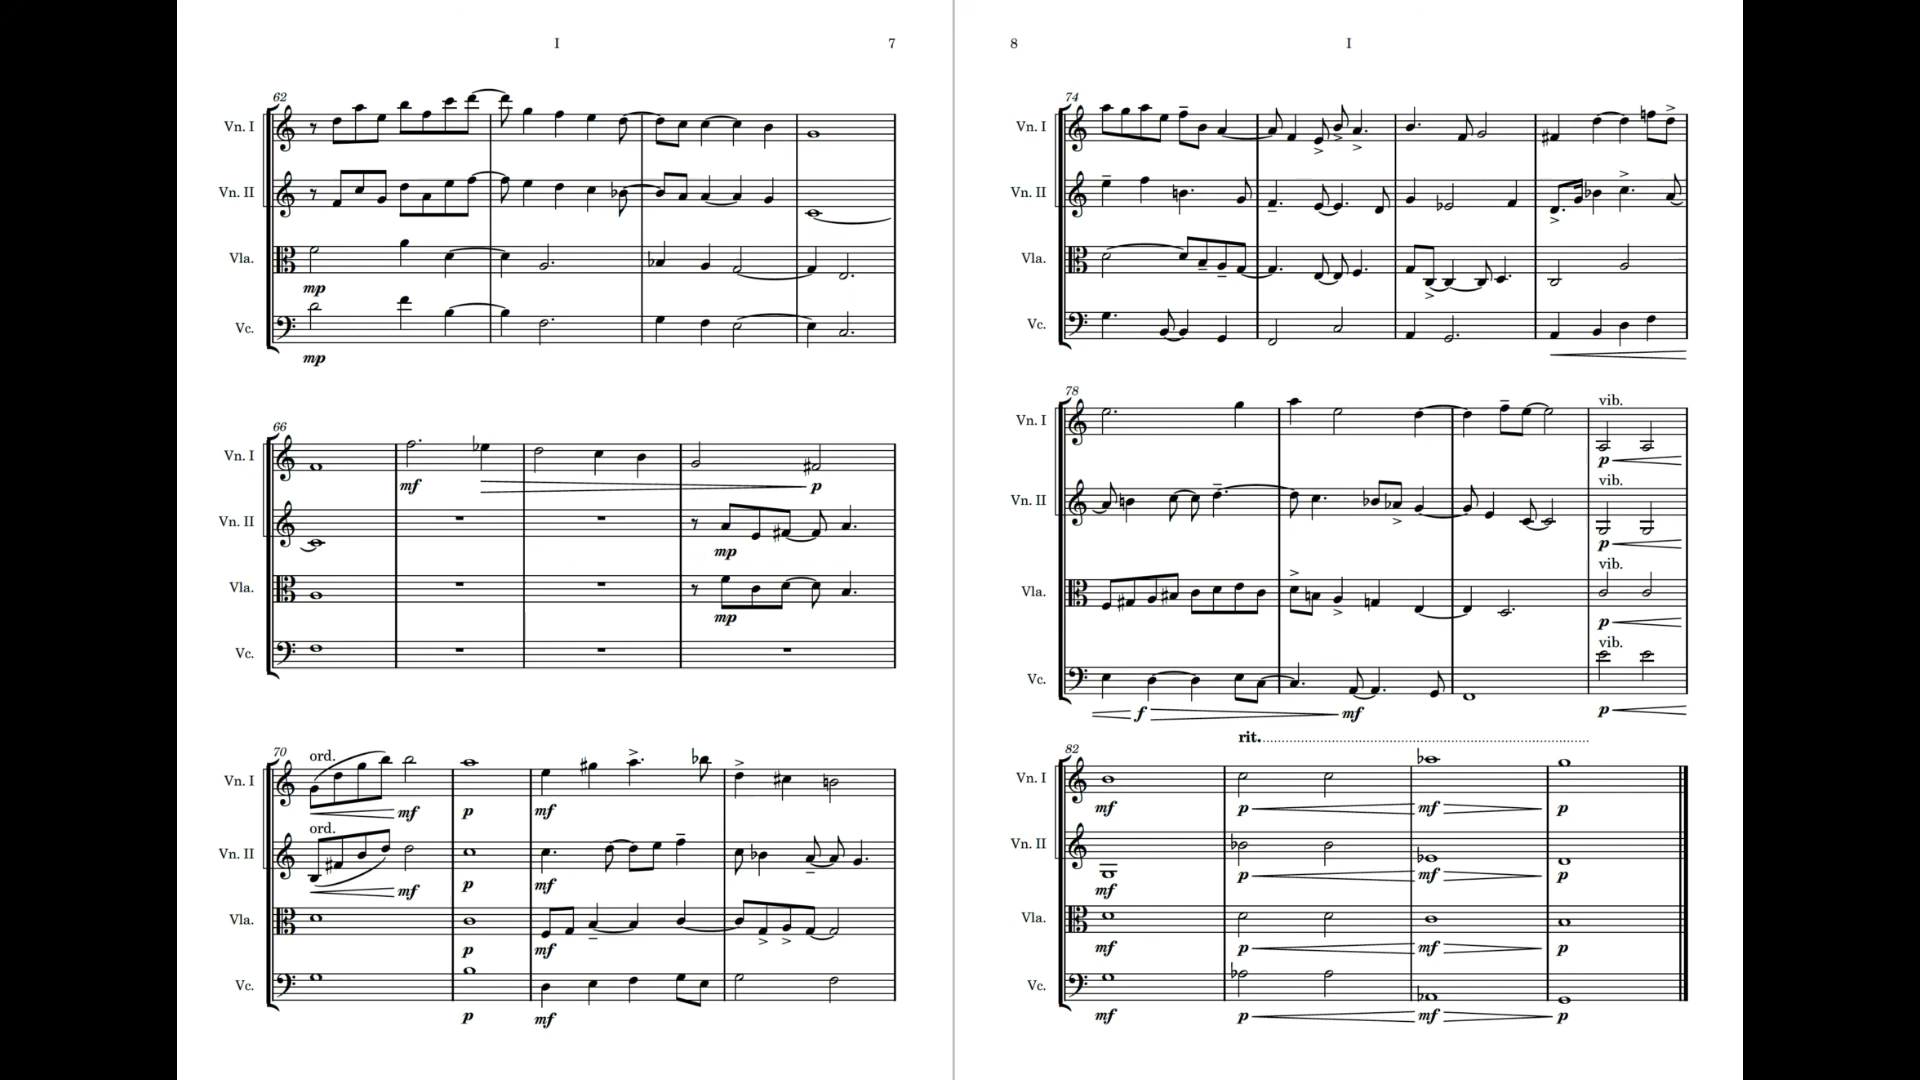 I 7
62
Vn. I
Vn. II
Vla.
mp
Vc.
mp
66
Vn. I
mf p
Vn. II
mp
Vla.
mp
Vc.
70
ord.
Vn. I
mf p mf
ord.
Vn. II
mf p mf
Vla.
p mf
Vc.
p mf
8 I
74
Vn. I
Vn. II
Vla.
Vc.
78
vib.
Vn. I
p
vib.
Vn. II
p
vib.
Vla.
p
vib.
Vc.
f mf p
rit.
82
Vn. I
mf p mf p
Vn. II
p mf p
mf
Vla.
mf p mf p
Vc.
mf p mf p